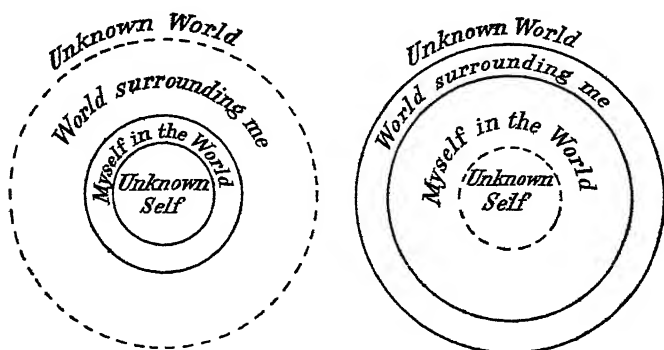 Unknown World
World surrounding me
Myself in the World
Unknown
Self
Unknown World
World surrounding me
Myself in the World
Unknown
Self